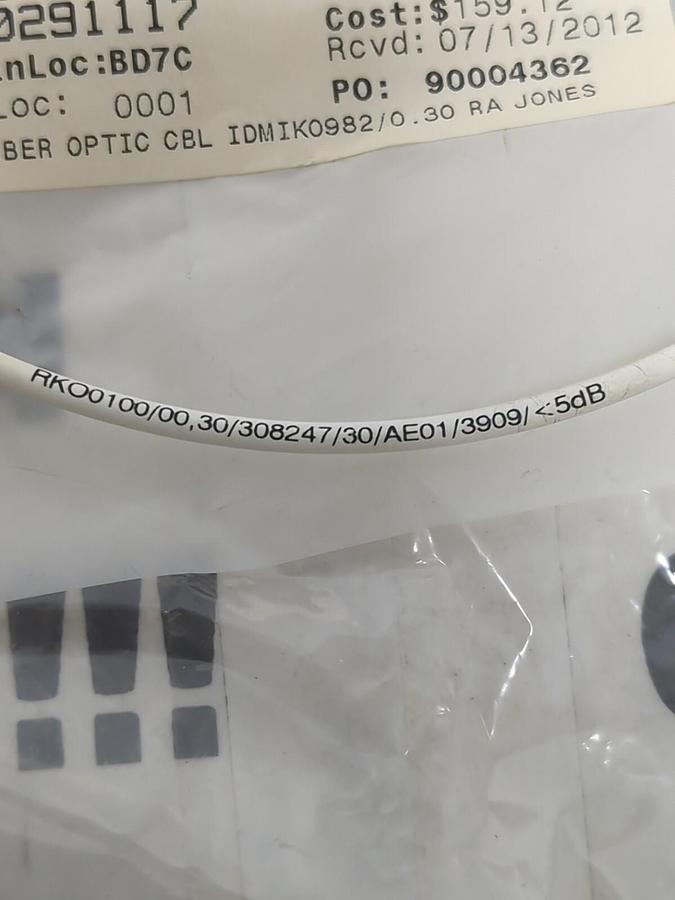 0291117
Cost:$159.12
nLoc:BD7C
Rcvd: 07/13/2012
Loc: 0001
PO: 90004362
BER OPTIC CBL IDMIK0982/0.30 RA JONES
RKO0100/00,30/308247/30/AE01/3909/<5dB
!!!